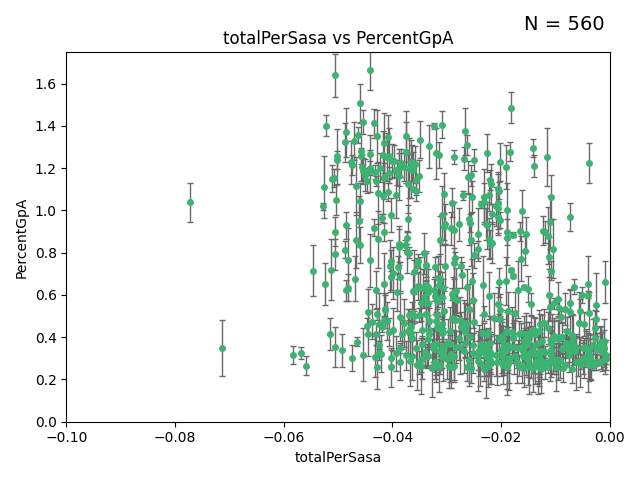 N = 560
totalPerSasa vs PercentGpA
PercentGpA
1.6
1.4
1.2
1.0
0.8
0.6
0.4
0.2
0.0
−0.10 −0.08 −0.06 −0.04 −0.02 0.00
totalPerSasa